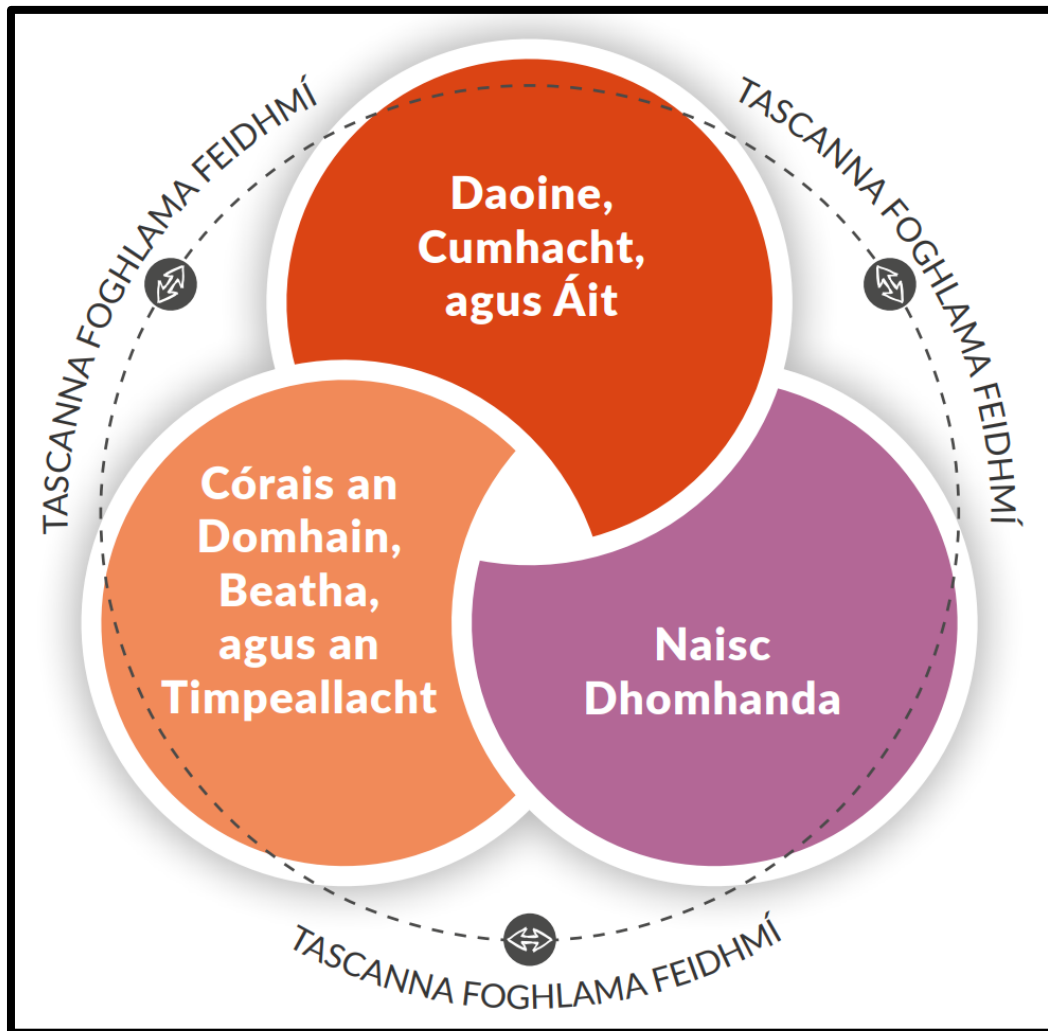 TASCANNA FOGHLAMA FEIDHMÍ
TASCANNA FOGHLAMA FEIDHMÍ
Daoine,
Cumhacht,
agus Áit
Córais an
Domhain,
Beatha,
agus an
Timpeallacht
Naisc
Dhomhanda
TASCANNA FOGHLAMA FEIDHMÍ